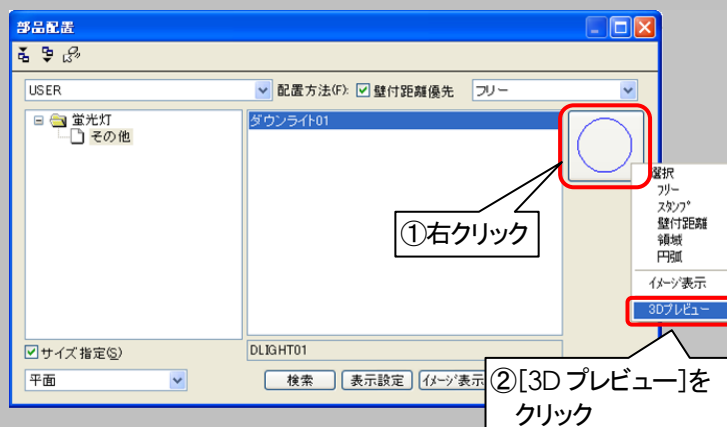 部品配置
USER
配置方法(F):
壁付距離優先
フリー
蛍光灯
その他
ダウンライト01
①右クリック
選択
フリー
スタンプ
壁付距離
領域
円弧
イメージ表示
3Dプレビュー
サイズ指定(S)
DLIGHT01
平面
検索
表示設定
イメージ表示
②[3D プレビュー]を
クリック